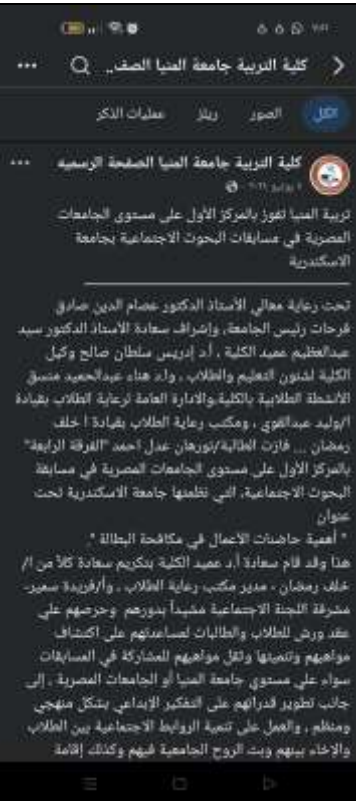 كلية التربية جامعة المنيا الصف..
الكل
الصور
ريلز
عمليات الذكر
كلية التربية جامعة المنيا الصفحة الرسميه
تربية المنيا تفوز بالمركز الأول على مستوى الجامعات
المصرية في مسابقات البحوث الاجتماعية بجامعة
الاسكندرية
تحت رعاية معالي الأستاذ الدكتور عصام الدين صادق
فرحات رئيس الجامعة، وإشراف سعادة الأستاذ الدكتور سيد
عبدالعظيم عميد الكلية ، أ.د إدريس سلطان صالح وكيل
الكلية لشئون التعليم والطلاب ، وا.د هناء عبدالحميد منسق
الأنشطة الطلابية بالكلية،والادارة العامة لرعاية الطلاب بقيادة
ا/وليد عبدالقوي ، ومكتب رعاية الطلاب بقيادة ا خلف
رمضان ... فازت الطالبة/نورهان عدل احمد "الفرقة الرابعة"
بالمركز الأول على مستوى الجامعات المصرية في مسابقة
البحوث الاجتماعية، التي نظمتها جامعة الاسكندرية تحت
عنوان
" أهمية حاضنات الأعمال في مكافحة البطالة ".
هذا وقد قام سعادة أ.د عميد الكلية بتكريم سعادة كلاً من ا/
خلف رمضان - مدير مكتب رعاية الطلاب ، وأ/فريدة سمير-
مشرفة اللجنة الاجتماعية مشيداً بدورهم وحرصهم علي
عقد ورش للطلاب والطالبات لمساعدتهم على اكتشاف
مواهبهم وتنميتها وثقل مواهبهم للمشاركة في المسابقات
سواء علي مستوي جامعة المنيا أو الجامعات المصرية ، إلى
جانب تطوير قدراتهم على التفكير الإبداعي بشكل منهجي
ومنظم ، والعمل على تنمية الروابط الاجتماعية بين الطلاب
والإخاء بينهم وبث الروح الجامعية فيهم وكذلك إقامة